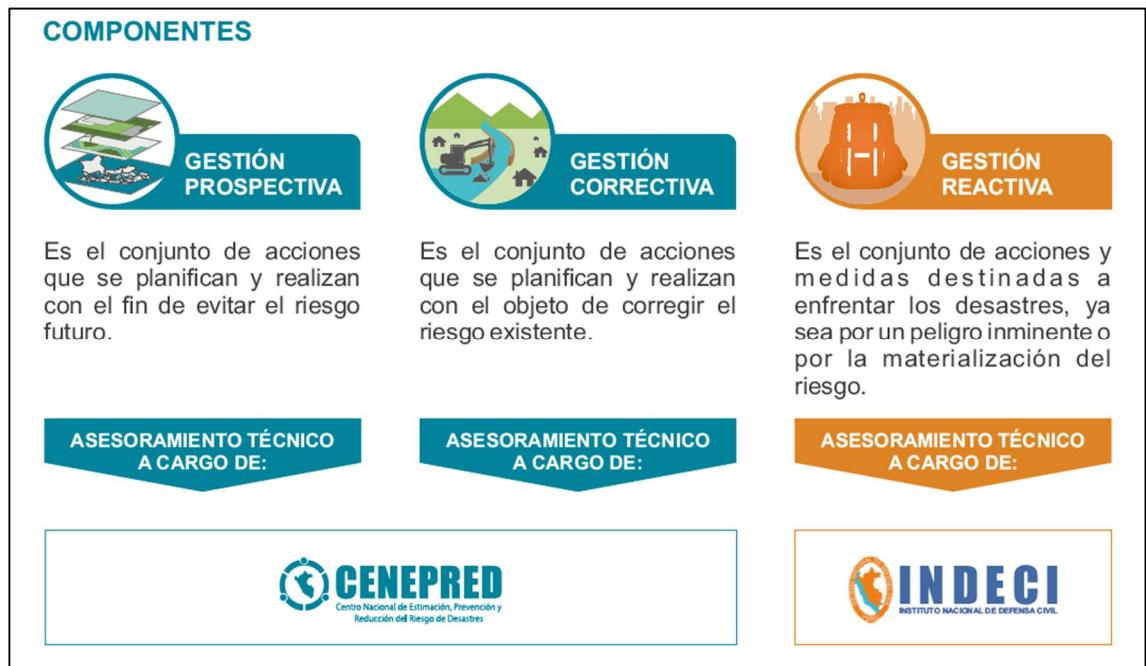 COMPONENTES
GESTIÓN
PROSPECTIVA
Es el conjunto de acciones
que se planifican y realizan
con el fin de evitar el riesgo
futuro.
ASESORAMIENTO TÉCNICO
A CARGO DE:
GESTIÓN
CORRECTIVA
Es el conjunto de acciones
que se planifican y realizan
con el objeto de corregir el
riesgo existente.
ASESORAMIENTO TÉCNICO
A CARGO DE:
CENEPRED
Centro Nacional de Estimación, Prevención y
Reducción del Riesgo de Desastres
GESTIÓN
REACTIVA
Es el conjunto de acciones y
medidas destinadas a
enfrentar los desastres, ya
sea por un peligro inminente o
por la materialización del
riesgo.
ASESORAMIENTO TÉCNICO
A CARGO DE:
INDECI
INSTITUTO NACIONAL DE DEFENSA CIVIL